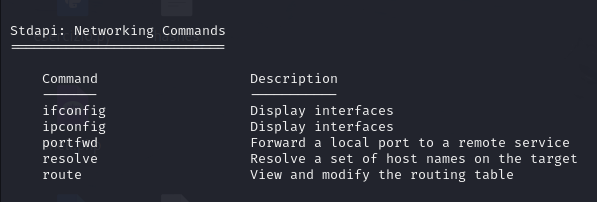 Stdapi: Networking Commands
Command Description
ifconfig Display interfaces
ipconfig Display interfaces
portfwd Forward a local port to a remote service
resolve Resolve a set of host names on the target
route View and modify the routing table